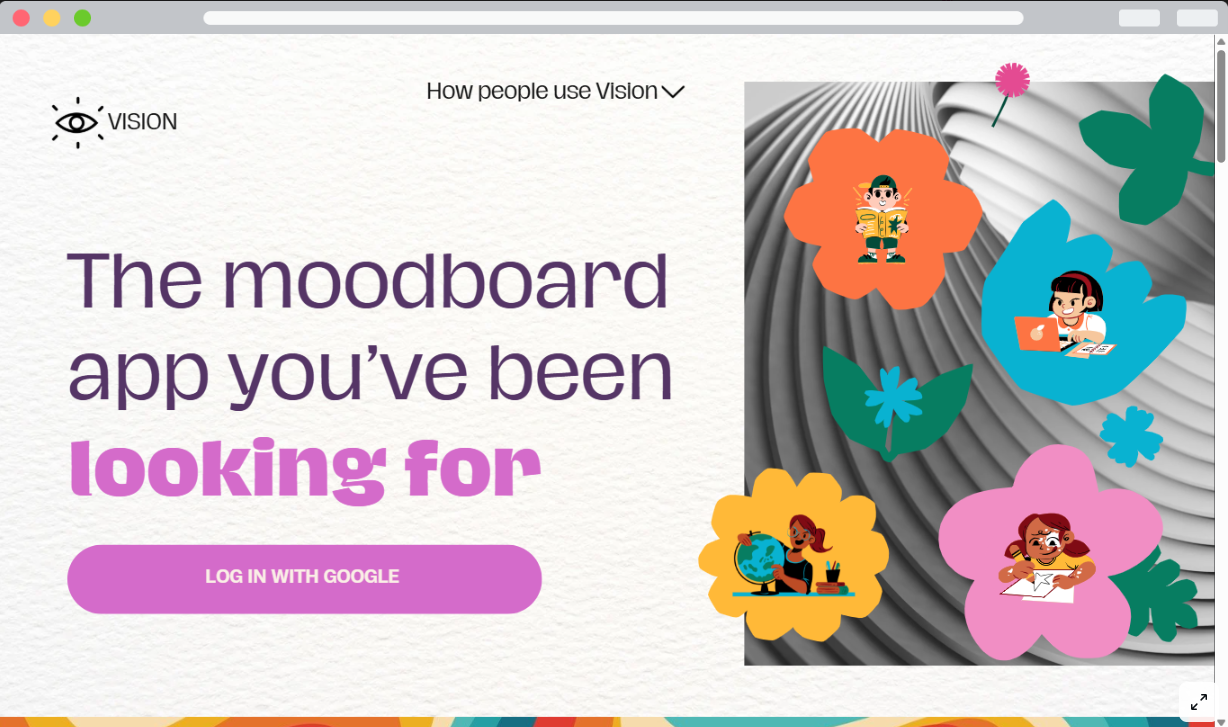 How people use VIsion
VISION
The moodboard
app you’ve been
looking for
LOG IN WITH GOOGLE